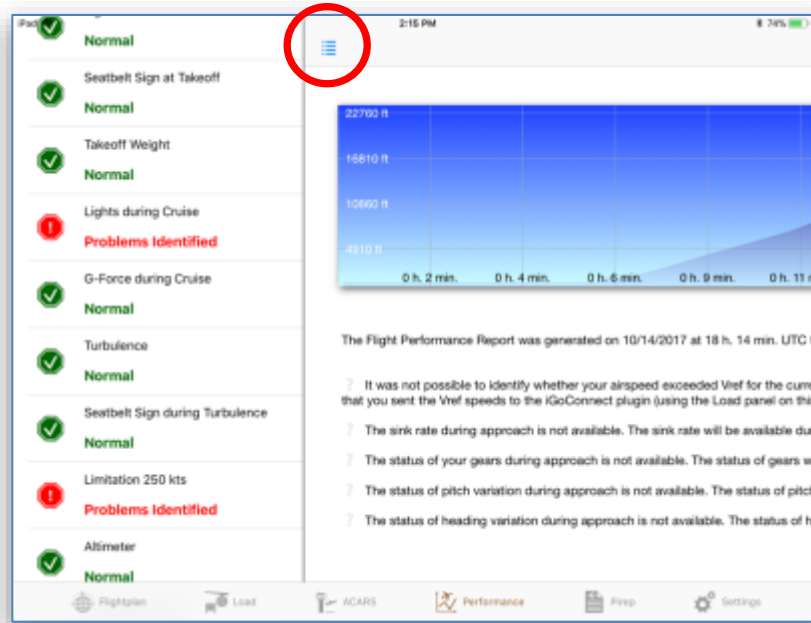 iPad
2:15 PM
74%
Normal
Seatbelt Sign at Takeoff
Normal
Takeoff Weight
Normal
Lights during Cruise
Problems Identified
G-Force during Cruise
Normal
Turbulence
Normal
Seatbelt Sign during Turbulence
Normal
Limitation 250 kts
Problems Identified
Altimeter
Normal
22760 ft
16810 ft
10860 ft
4910 ft
0 h. 2 min. 0 h. 4 min. 0 h. 6 min. 0 h. 9 min. 0 h. 11
The Flight Performance Report was generated on 10/14/2017 at 18 h. 14 min. UTC
? It was not possible to identify whether your airspeed exceeded Vref for the
that you sent the Vref speeds to the iGoConnect plugin (using the Load panel on
? The sink rate during approach is not available. The sink rate will be available
? The status of your gears during approach is not available. The status of gears
? The status of pitch variation during approach is not available. The status of
? The status of heading variation during approach is not available. The status of
Flightplan Load ACARS Performance Pirep Settings